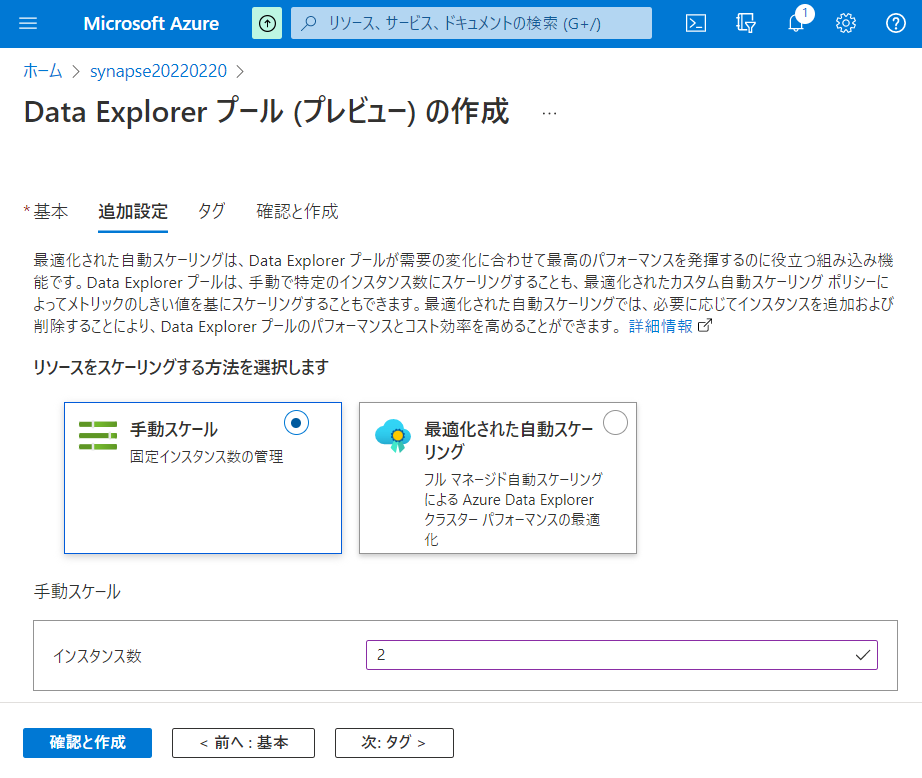 Microsoft Azure
リソース、サービス、ドキュメントの検索 (G+/)
1
ホーム > synapse20220220 >
Data Explorer プール (プレビュー) の作成 …
* 基本 追加設定 タグ 確認と作成
最適化された自動スケーリングは、Data Explorer プールが需要の変化に合わせて最高のパフォーマンスを発揮するのに役立つ組み込み機
能です。Data Explorer プールは、手動で特定のインスタンス数にスケーリングすることも、最適化されたカスタム自動スケーリング ポリシーに
よってメトリックのしきい値を基にスケーリングすることもできます。最適化された自動スケーリングでは、必要に応じてインスタンスを追加および
削除することにより、Data Explorer プールのパフォーマンスとコスト効率を高めることができます。 詳細情報
リソースをスケーリングする方法を選択します
手動スケール
固定インスタンス数の管理
最適化された自動スケー
リング
フル マネージド自動スケーリング
による Azure Data Explorer
クラスター パフォーマンスの最適
化
手動スケール
インスタンス数 2
確認と作成 < 前へ : 基本 次: タグ >